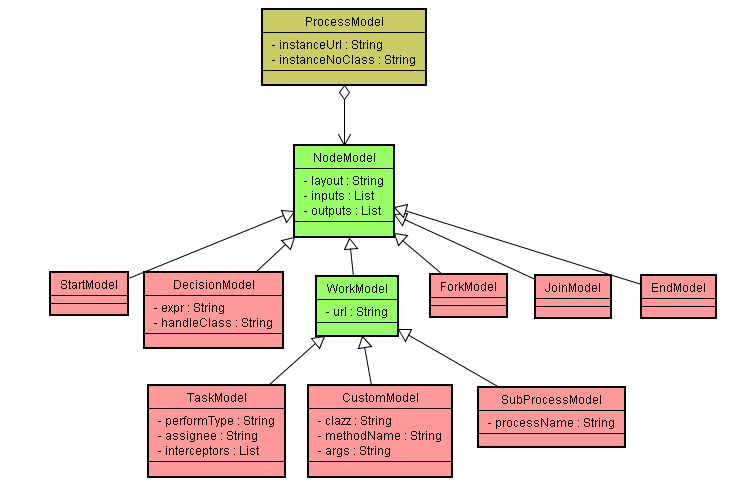 ProcessModel
- instanceUrl : String
- instanceNoClass : String
NodeModel
- layout : String
- inputs : List
- outputs : List
StartModel
DecisionModel
- expr : String
- handleClass : String
WorkModel
- url : String
ForkModel
JoinModel
EndModel
TaskModel
- performType : String
- assignee : String
- interceptors : List
CustomModel
- clazz : String
- methodName : String
- args : String
SubProcessModel
- processName : String